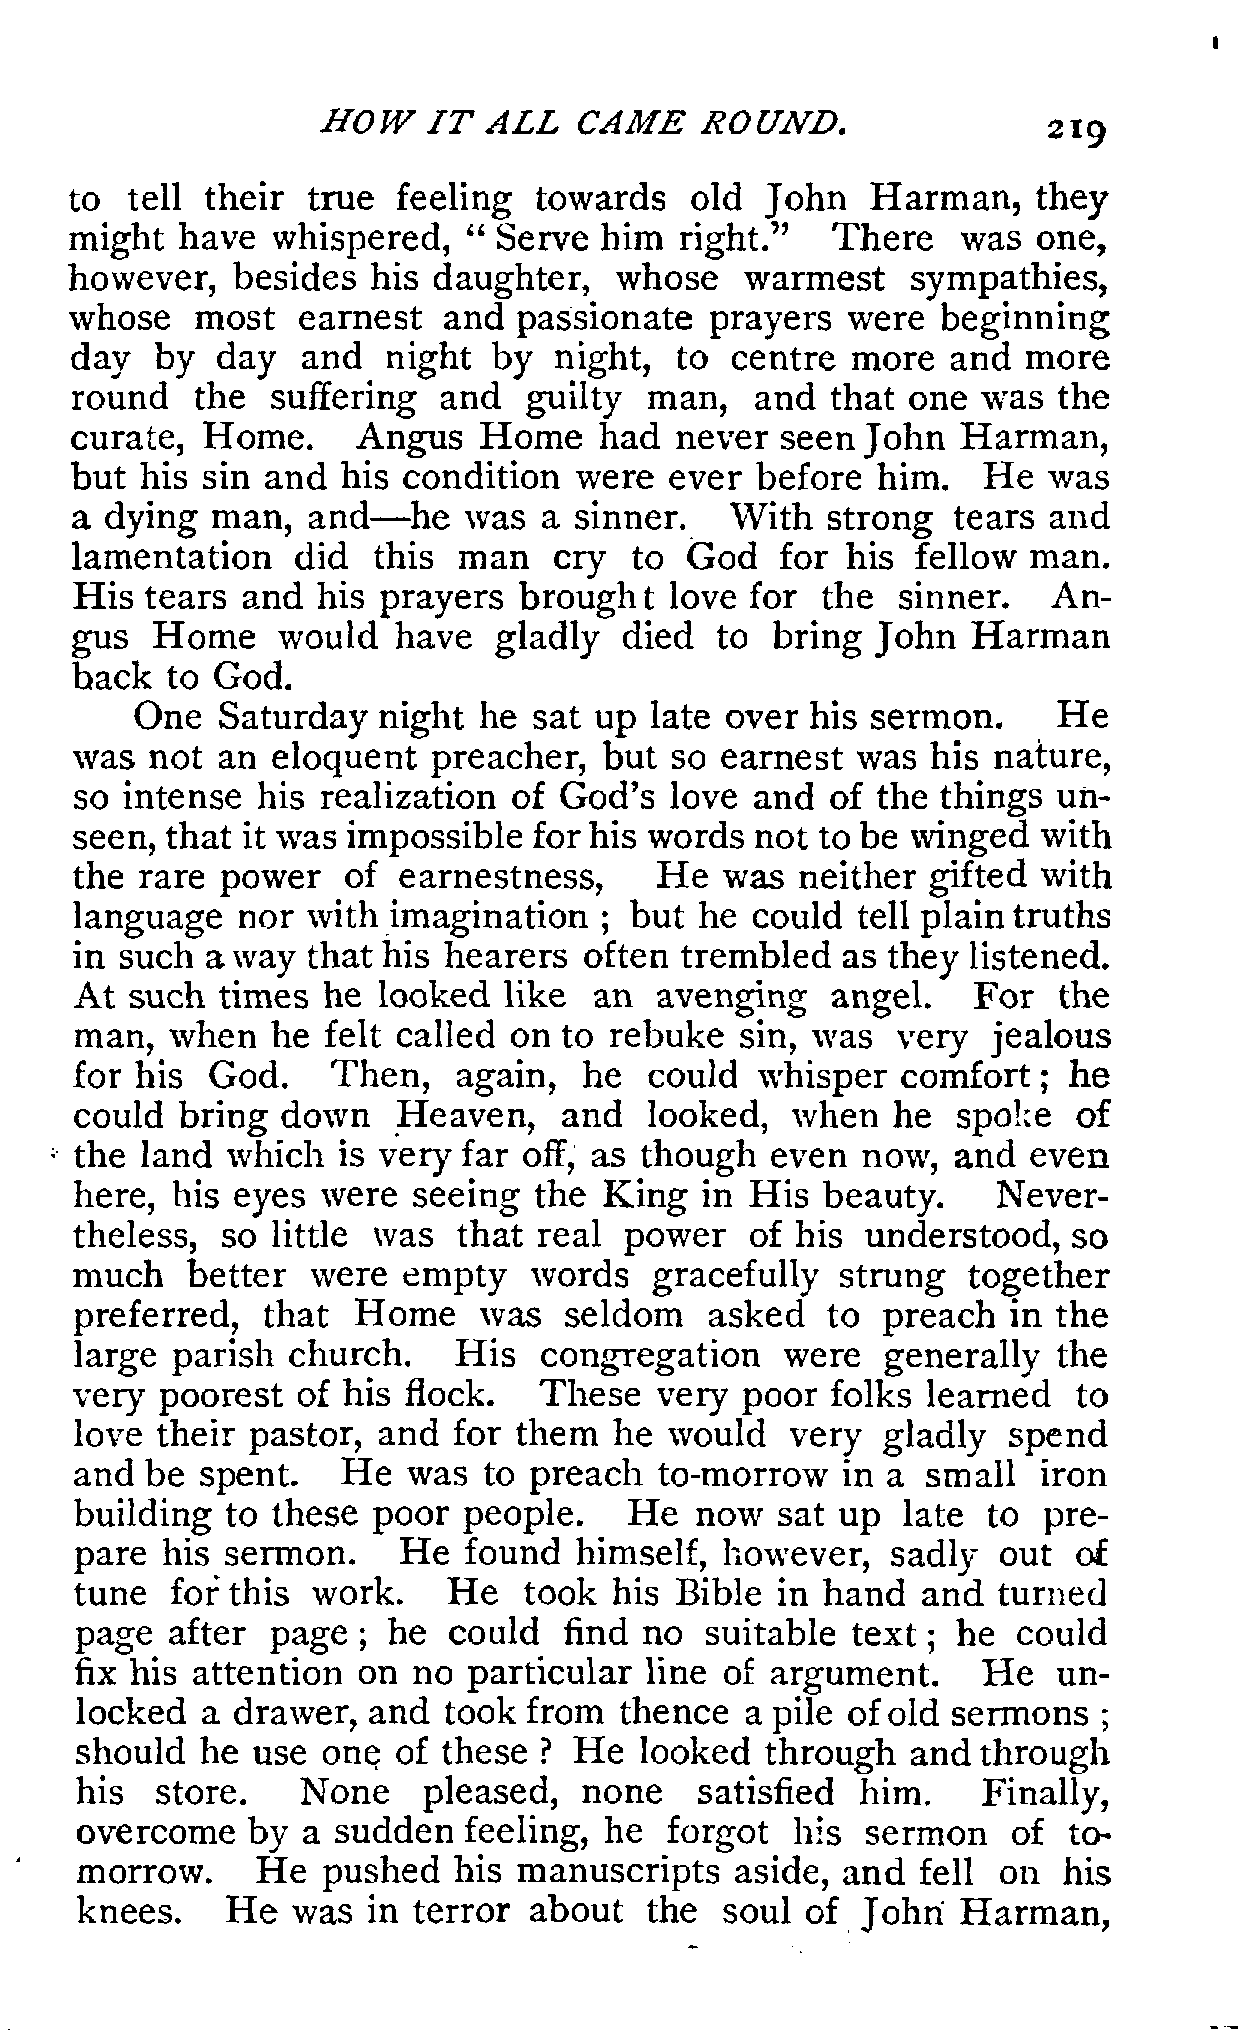 HOW IT ALL CAME ROUND. 219
to tell their true feeling towards old John Harman, they
might have whispered, “ Serve him right.” There was one,
however, besides his daughter, whose warmest sympathies,
whose most earnest and passionate prayers were beginning
day by day and night by night, to centre more and more
round the suffering and guilty man, and that one was the
curate, Home. Angus Home had never seen John Harman,
but his sin and his condition were ever before him. He was
a dying man, and—he was a sinner. With strong tears and
lamentation did this man cry to God for his fellow man.
His tears and his prayers brought love for the sinner. An-
gus Home would have gladly died to bring John Harman
back to God.
One Saturday night he sat up late over his sermon. He
was not an eloquent preacher, but so earnest was his nature,
so intense his realization of God’s love and of the things un-
seen, that it was impossible for his words not to be winged with
the rare power of earnestness, He was neither gifted with
language nor with imagination ; but he could tell plain truths
in such a way that his hearers often trembled as they listened.
At such times he looked like an avenging angel. For the
man, when he felt called on to rebuke sin, was very jealous
for his God. Then, again, he could whisper comfort ; he
could bring down Heaven, and looked, when he spoke of
the land which is very far off, as though even now, and even
here, his eyes were seeing the King in His beauty. Never-
theless, so little was that real power of his understood, so
much better were empty words gracefully strung together
preferred, that Home was seldom asked to preach in the
large parish church. His congregation were generally the
very poorest of his flock. These very poor folks learned to
love their pastor, and for them he would very gladly spend
and be spent. He was to preach to-morrow in a small iron
building to these poor people. He now sat up late to pre-
pare his sermon. He found himself, however, sadly out of
tune for this work. He took his Bible in hand and turned
page after page ; he could find no suitable text ; he could
fix his attention on no particular line of argument. He un-
locked a drawer, and took from thence a pile of old sermons ;
should he use one of these ? He looked through and through
his store. None pleased, none satisfied him. Finally,
overcome by a sudden feeling, he forgot his sermon of to-
morrow. He pushed his manuscripts aside, and fell on his
knees. He was in terror about the soul of John Harman,